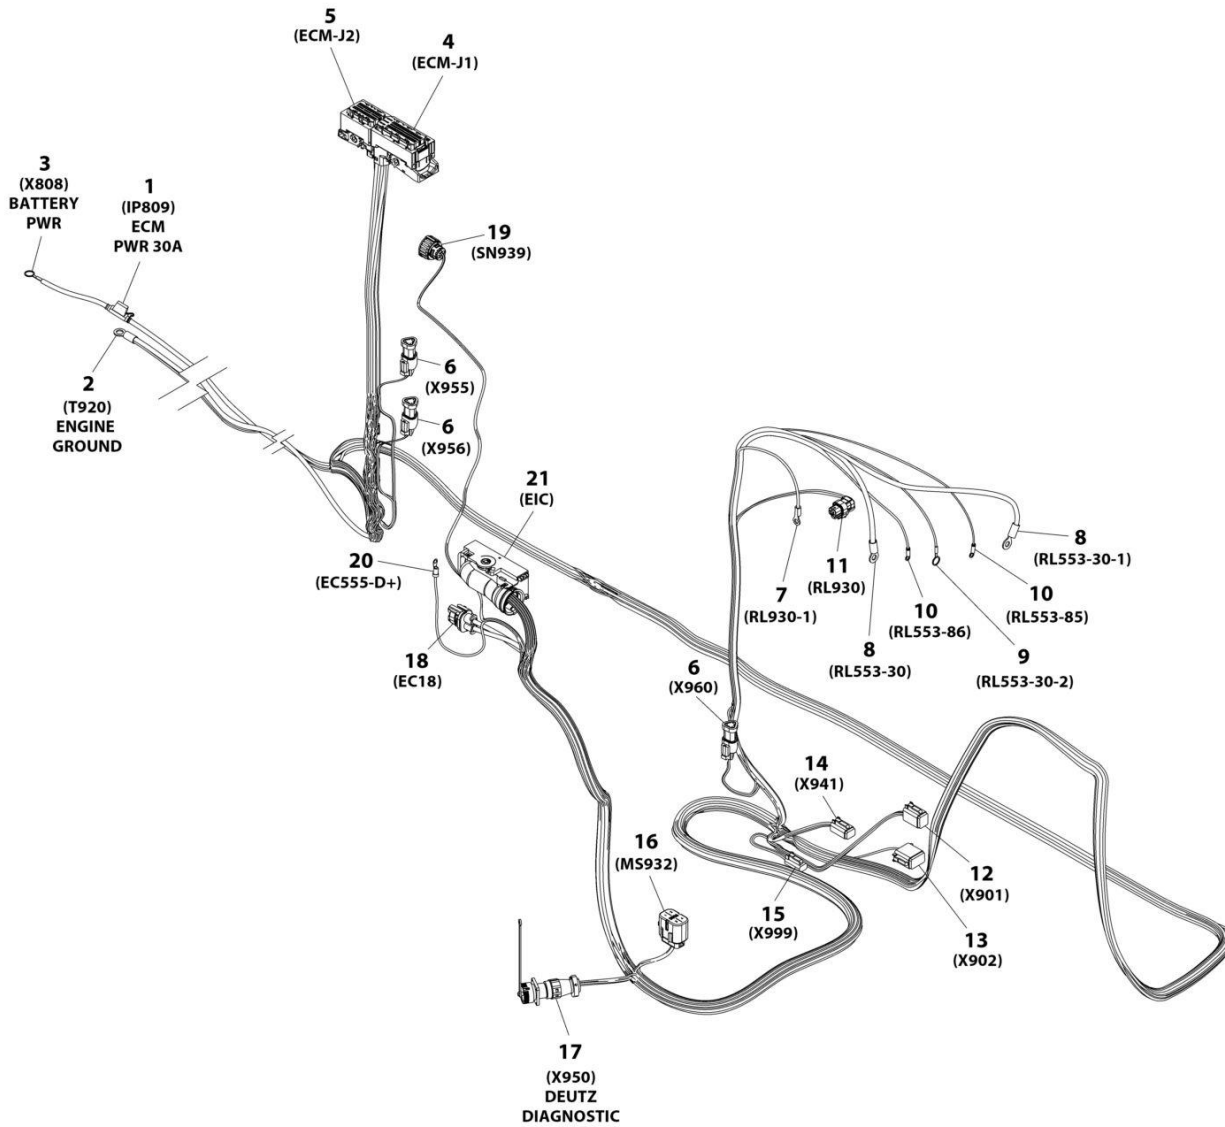 5
(ECM-J2)
4
(ECM-J1)
3
(X808)
BATTERY
PWR
1
(IP809)
ECM
PWR 30A
19
(SN939)
2
(T920)
ENGINE
GROUND
6
(X955)
6
(X956)
21
(EIC)
20
(EC555-D+)
18
(EC18)
7
(RL930-1)
11
(RL930)
8
(RL553-30)
10
(RL553-86)
9
(RL553-30-2)
10
(RL553-85)
8
(RL553-30-1)
6
(X960)
14
(X941)
12
(X901)
13
(X902)
15
(X999)
16
(MS932)
17
(X950)
DEUTZ
DIAGNOSTIC